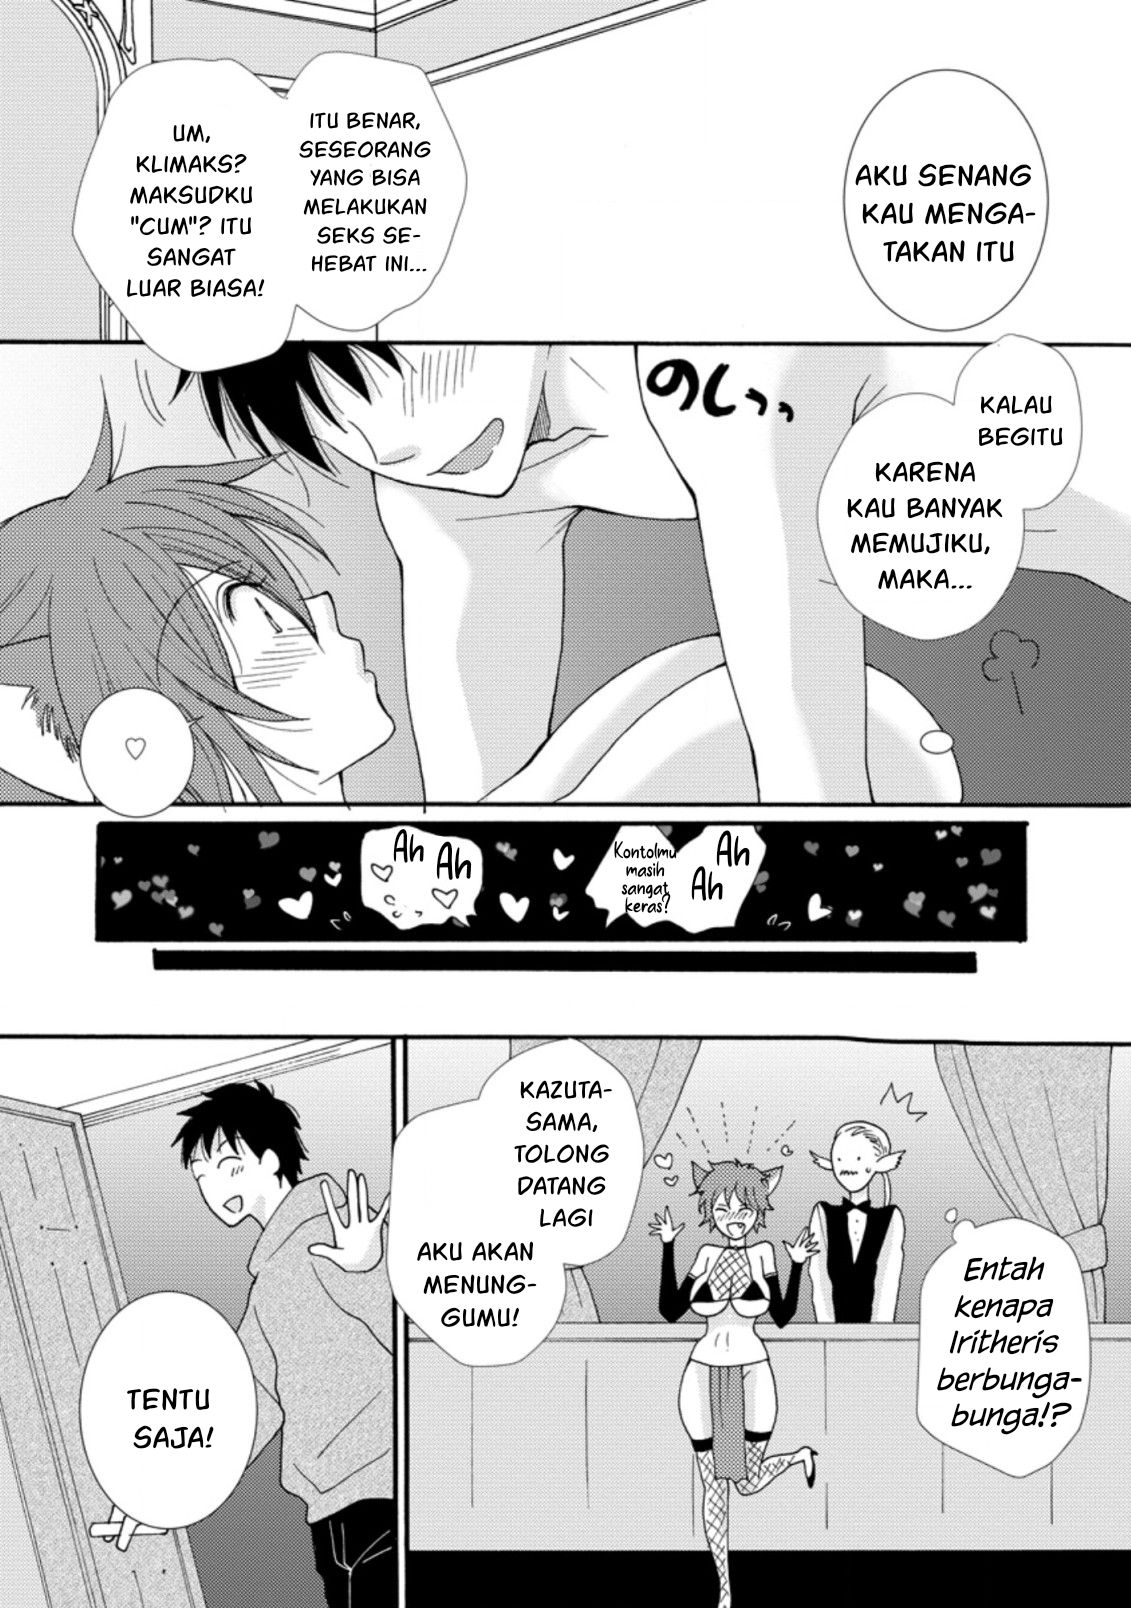 AKU SENANG
KAU MENGA-
TAKAN ITU
ITU BENAR,
SESEORANG
YANG BISA
MELAKUKAN
SEKS SE-
HEBAT INI...
UM,
KLIMAKS?
MAKSUDKU
"CUM"? ITU
SANGAT
LUAR BIASA!
KALAU
BEGITU
KARENA
KAU BANYAK
MEMUJIKU,
MAKA...
のしっっ
♡
Ah
Ah
Kontolmu
masih
sangat
keras?
Ah
Ah
KAZUTA-
SAMA,
TOLONG
DATANG
LAGI
AKU AKAN
MENUNG-
GUMU!
Entah
kenapa
Iritheris
berbunga-
bunga!?
TENTU
SAJA!